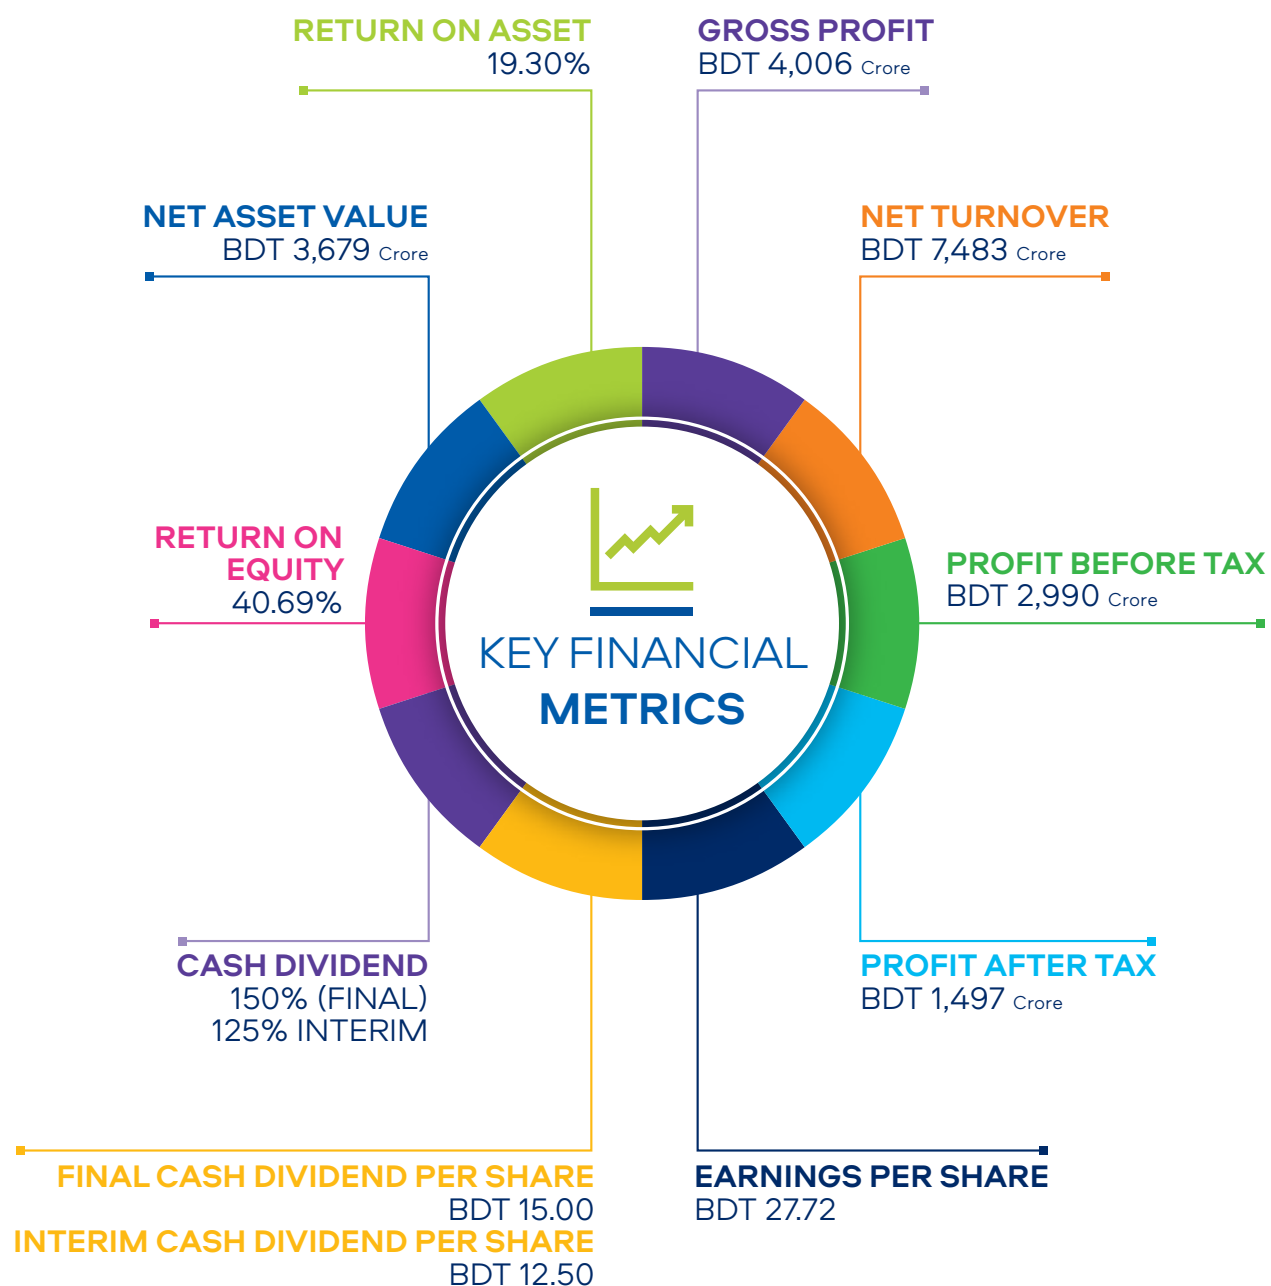 RETURN ON ASSET
19.30%
GROSS PROFIT
BDT 4,006 Crore
NET ASSET VALUE
BDT 3,679 Crore
NET TURNOVER
BDT 7,483 Crore
RETURN ON
EQUITY
40.69%
PROFIT BEFORE TAX
BDT 2,990 Crore
KEY FINANCIAL
METRICS
CASH DIVIDEND
150% (FINAL)
125% INTERIM
PROFIT AFTER TAX
BDT 1,497 Crore
FINAL CASH DIVIDEND PER SHARE
BDT 15.00
INTERIM CASH DIVIDEND PER SHARE
BDT 12.50
EARNINGS PER SHARE
BDT 27.72